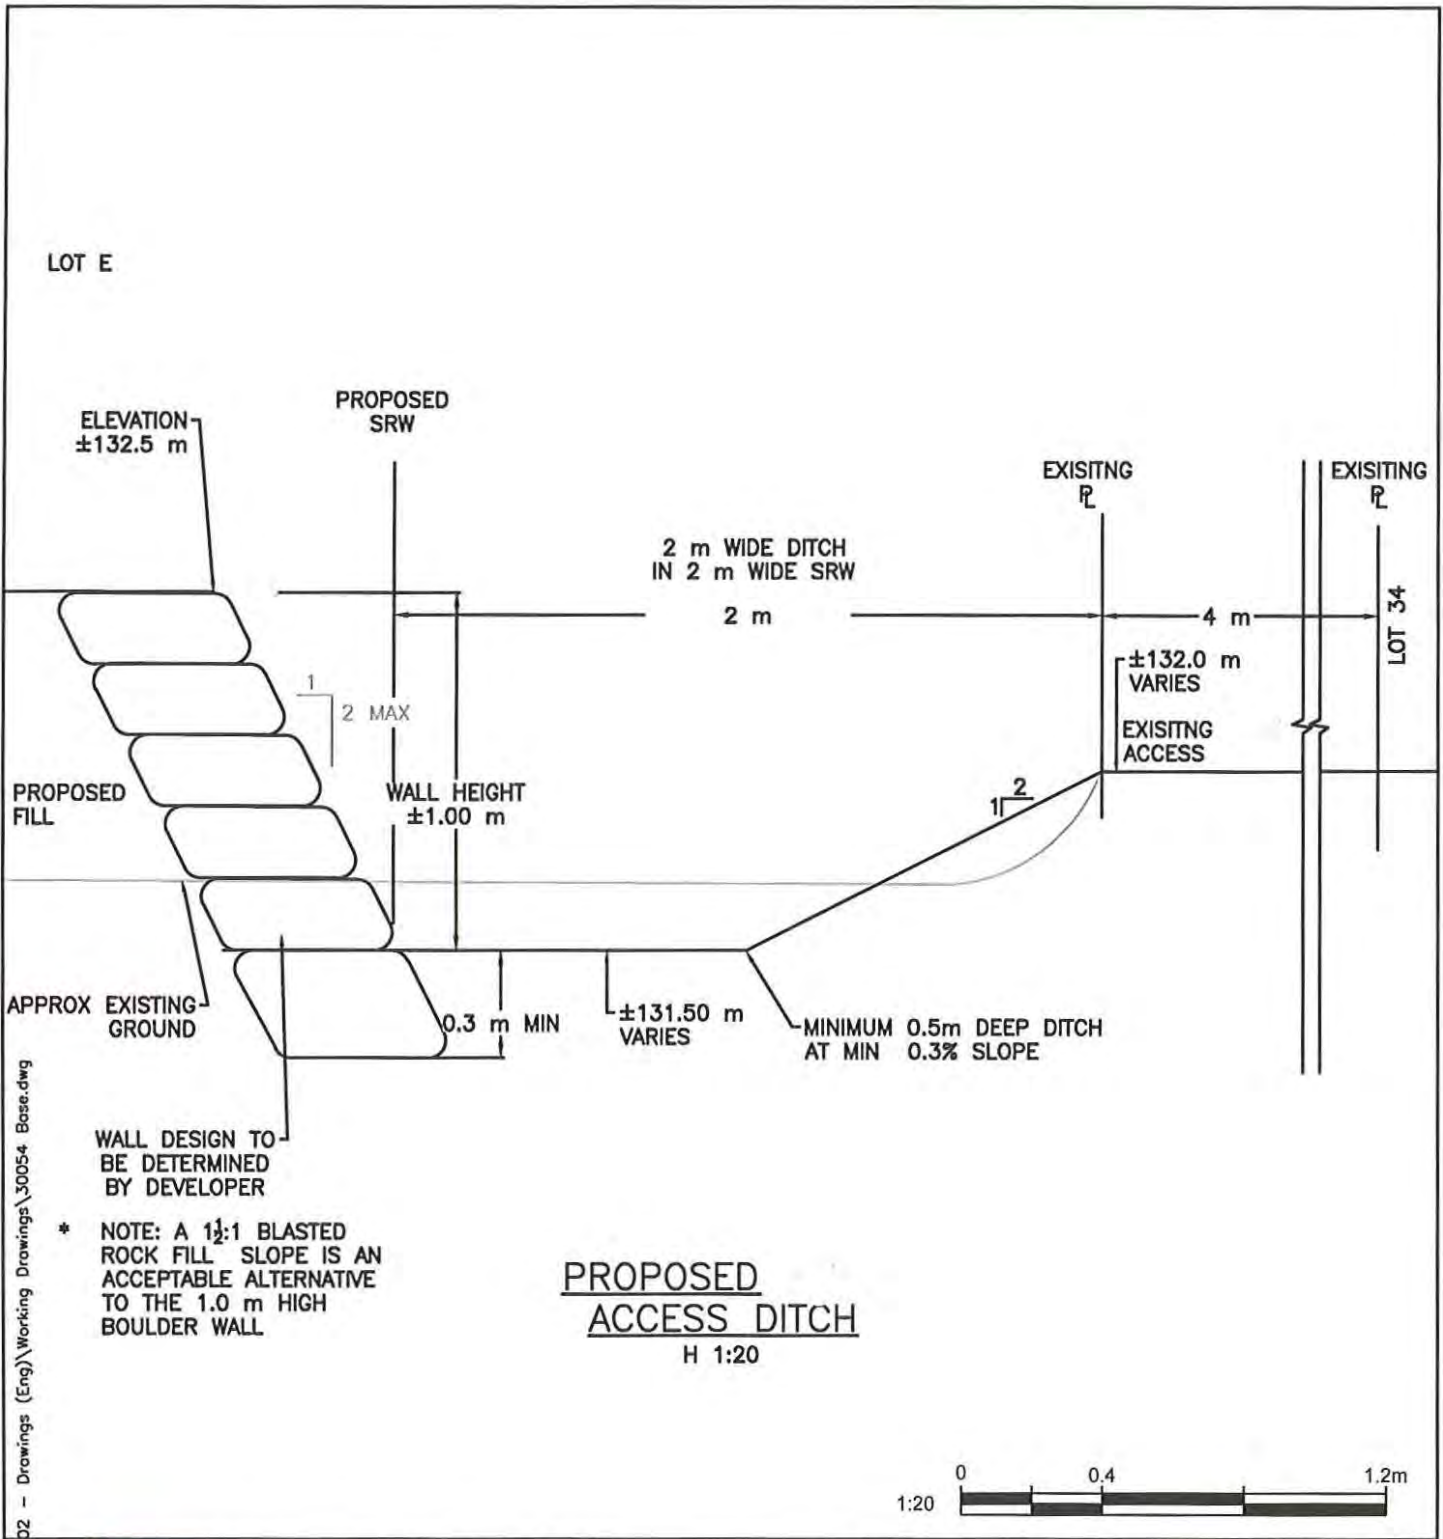 LOT E
PROPOSED
SRW
ELEVATION
±132.5 m
EXISITNG
PL
EXISITING
PL
2 m WIDE DITCH
IN 2 m WIDE SRW
2 m
4 m
LOT 34
±132.0 m
VARIES
1
2 MAX
EXISITNG
ACCESS
PROPOSED
FILL
WALL HEIGHT
±1.00 m
2
1
APPROX EXISTING
GROUND
0.3 m MIN
±131.50 m
VARIES
MINIMUM 0.5m DEEP DITCH
AT MIN 0.3% SLOPE
WALL DESIGN TO
BE DETERMINED
BY DEVELOPER
* NOTE: A 1½:1 BLASTED
ROCK FILL SLOPE IS AN
ACCEPTABLE ALTERNATIVE
TO THE 1.0 m HIGH
BOULDER WALL
PROPOSED
ACCESS DITCH
H 1:20
0 0.4 1.2m
1:20
02 - Drawings (Eng)\Working Drawings\30054 Base.dwg